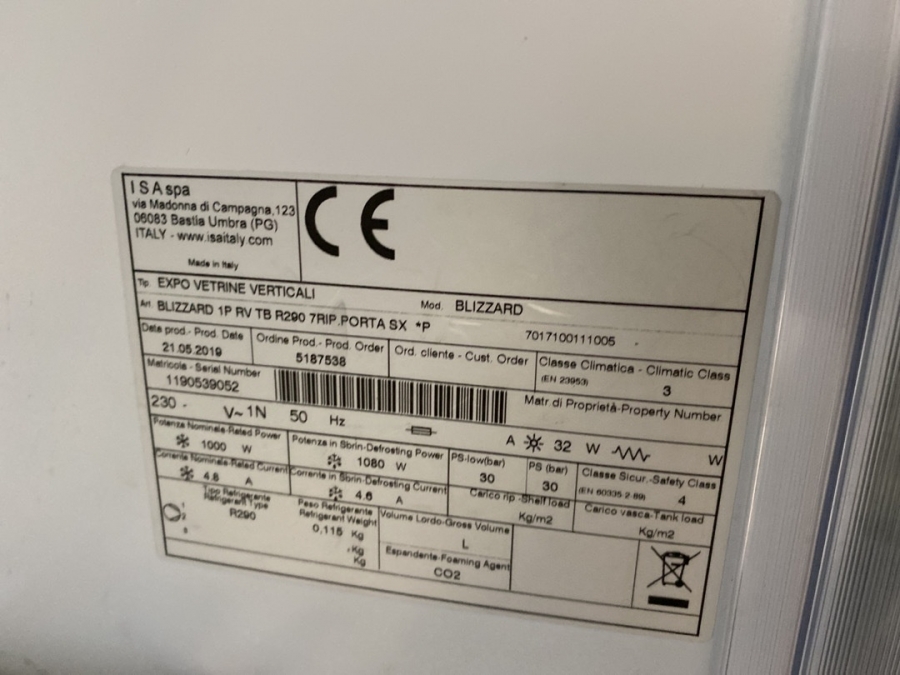 I S A spa
via Madonna di Campagna,123
06083 Bastia Umbra (PG)
ITALY - www.isaitaly.com
Made in Italy
CE
Tip. EXPO VETRINE VERTICALI
Mod. BLIZZARD
Art. BLIZZARD 1P RV TB R290 7RIP.PORTA SX *P
7017100111005
Data prod.- Prod. Date
21.05.2019
Ordine Prod.- Prod. Order
5187538
Ord. cliente - Cust. Order
Classe Climatica - Climatic Class
(EN 23953)
3
Matricola - Serial Number
1190539052
Matr di Proprietà-Property Number
230 - V~ 1N 50 Hz
A 32 W W
Potenza Nominale-Rated Power
1000 W
Potenza in Sbrin-Defrosting Power
1080 W
PS-low(bar)
30
PS (bar)
30
Classe Sicur.-Safety Class
(EN 60335-2-89)
4
Corrente Nominale-Rated Current
4.8 A
Corrente in Sbrin-Defrosting Current
4.6 A
Carico rip -Shelf load
Kg/m2
Carico vasca-Tank load
Kg/m2
Tipo Refrigerante
Refrigerant Type
R290
Peso Refrigerante
Refrigerant Weight
0,115 Kg
Kg
Kg
Volume Lordo-Gross Volume
L
Espandente-Foaming Agent
CO2